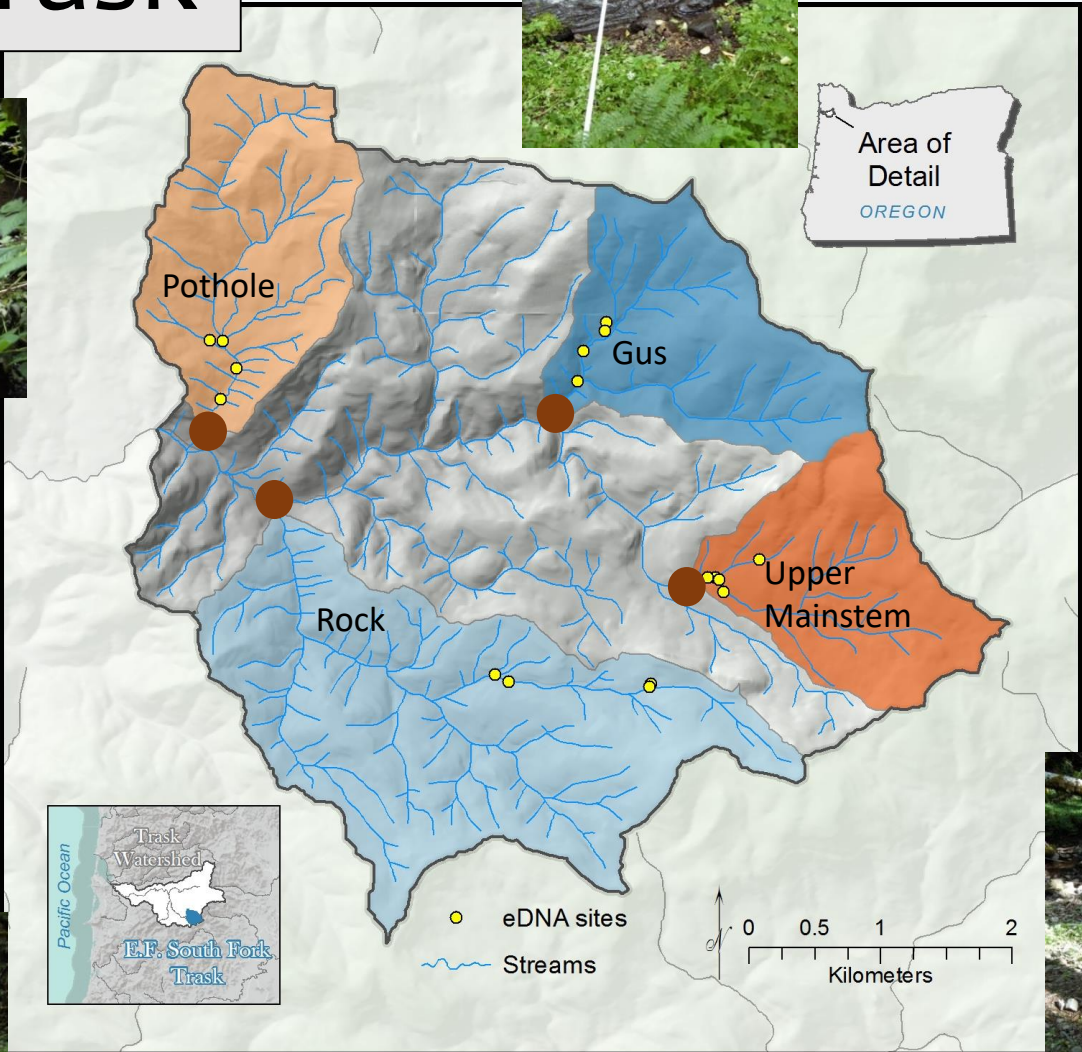 Area of
Detail
OREGON
Pothole
Gus
Upper
Mainstem
Rock
Trask
Watershed
Pacific Ocean
E.F. South Fork
Trask
eDNA sites
Streams
N
0 0.5 1 2
Kilometers